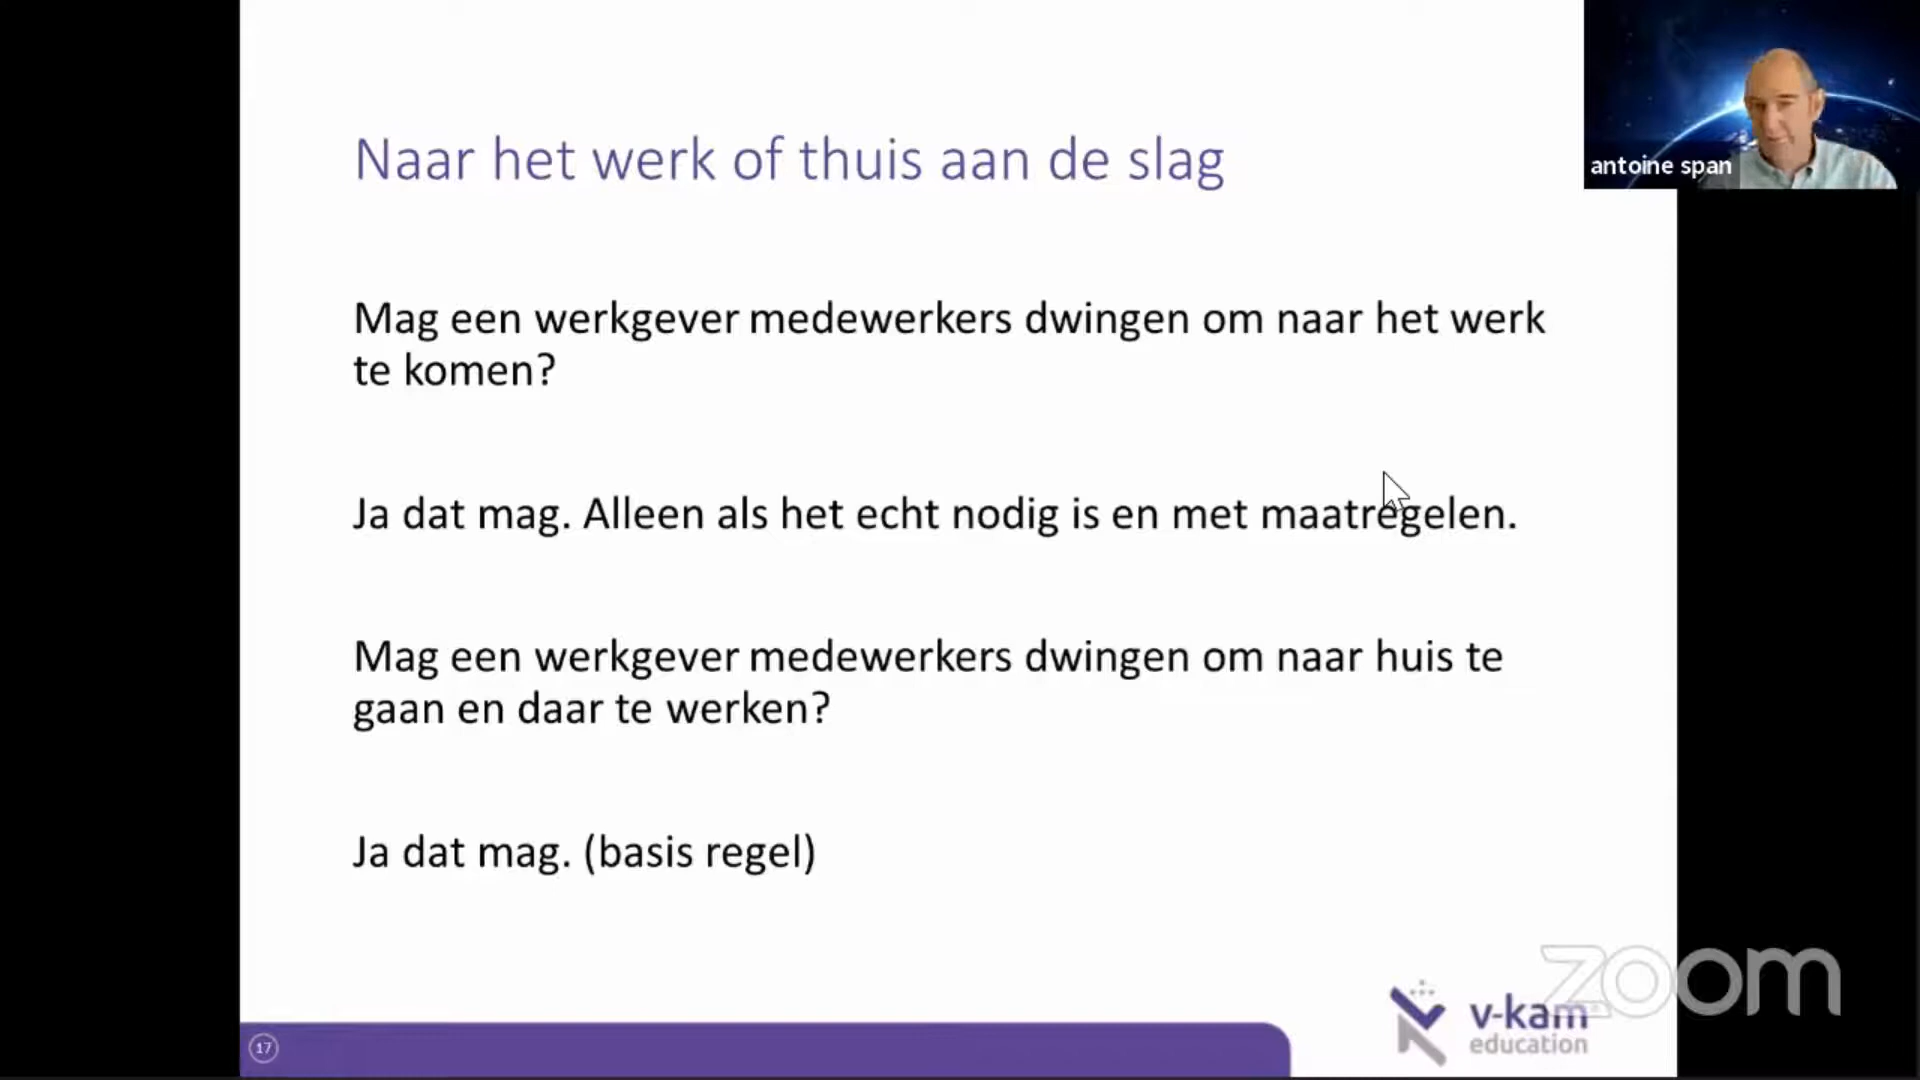 Naar het werk of thuis aan de slag
antoine span
Mag een werkgever medewerkers dwingen om naar het werk
te komen?
Ja dat mag. Alleen als het echt nodig is en met maatregelen.
Mag een werkgever medewerkers dwingen om naar huis te
gaan en daar te werken?
Ja dat mag. (basis regel)
zoom
v-kam
education
17